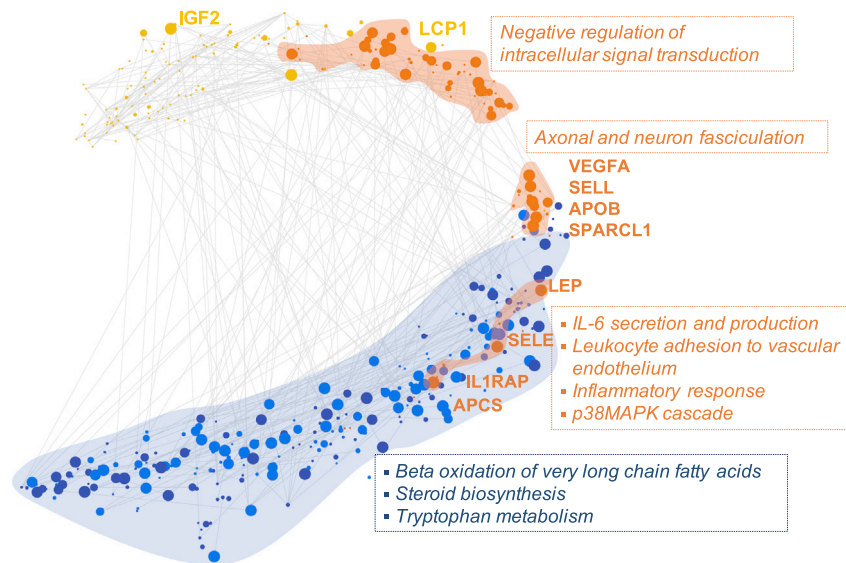 IGF2
LCP1
Negative regulation of
intracellular signal transduction
Axonal and neuron fasciculation
VEGFA
SELL
APOB
SPARCL1
LEP
SELE
IL1RAP
APCS
▪ IL-6 secretion and production
▪ Leukocyte adhesion to vascular
endothelium
▪ Inflammatory response
▪ p38MAPK cascade
▪ Beta oxidation of very long chain fatty acids
▪ Steroid biosynthesis
▪ Tryptophan metabolism